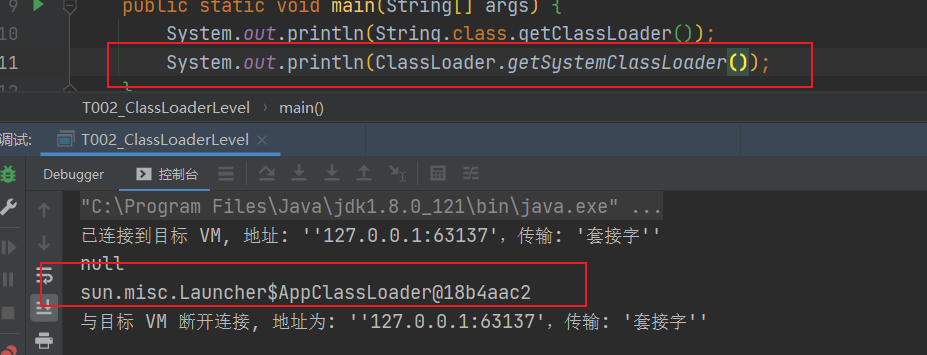 9 public static void main(String[] args) {
10 System.out.println(String.class.getClassLoader());
11 System.out.println(ClassLoader.getSystemClassLoader());
12 }
T002_ClassLoaderLevel › main()
调试: T002_ClassLoaderLevel ×
Debugger 控制台
"C:\Program Files\Java\jdk1.8.0_121\bin\java.exe" ...
已连接到目标 VM, 地址: ''127.0.0.1:63137', 传输: '套接字''
null
sun.misc.Launcher$AppClassLoader@18b4aac2
与目标 VM 断开连接, 地址为: ''127.0.0.1:63137', 传输: '套接字''